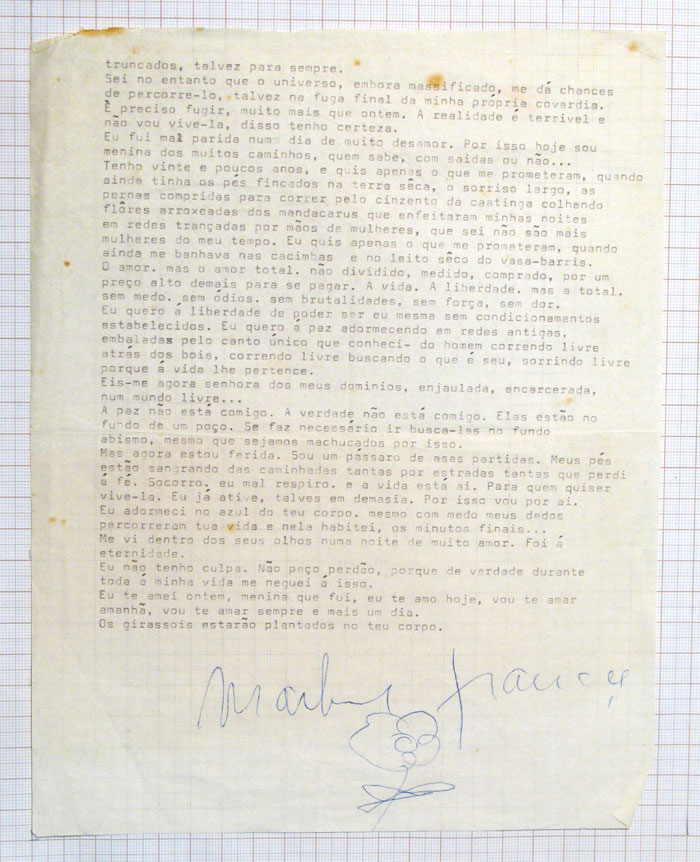 truncados, talvez para sempre.
Sei no entanto que o universo, embora massificado, me dá chances
de percorre-lo, talvez na fuga final da minha própria covardia.
È preciso fugir, muito mais que ontem. A realidade é terrivel e
não vou vive-la, disso tenho certeza.
Eu fui mal parida num dia de muito desamor. Por isso hoje sou
menina dos muitos caminhos, quem sabe, com saidas ou não...
Tenho vinte e poucos anos, e quis apenas o que me prometeram, quando
ainda tinha os pés fincados na terra sêca, o sorriso largo, as
pernas compridas para correr pelo cinzento da caatinga colhendo
flôres arroxeadas dos mandacarus que enfeitaram minhas noites
em redes trançadas por mãos de mulheres, que sei não são mais
mulheres do meu tempo. Eu quis apenas o que me prometeram, quando
ainda me banhava nas cacimbas e no leito sêco do vasa-barris.
O amor. mas o amor total. não dividido, medido, comprado, por um
preço alto demais para se pagar. A vida. A liberdade. mas a total.
sem medo. sem ódios. sem brutalidades, sem força, sem dor.
Eu quero á liberdade de poder ser eu mesma sem condicionamentos
estabelecidos. Eu quero á paz adormecendo em redes antigas,
embaladas pelo canto único que conheci- do homem correndo livre
atrás dos bois, correndo livre buscando o que é seu, sorrindo livre
porque á vida lhe pertence.
Eis-me agora senhora dos meus dominios, enjaulada, encarcerada,
num mundo livre...
A paz não está comigo. A verdade não está comigo. Elas estão no
fundo de um poço. Se faz necessário ir busca-las no fundo
abismo, mesmo que sejamos machucados por isso.
Mas agora estou ferida. Sou um pássaro de asas partidas. Meus pés
estão sangrando das caminhadas tantas por estradas tantas que perdi
á fé. Socorro. eu mal respiro. e a vida está ai. Para quem quiser
vive-la. Eu já ative, talves em demasia. Por isso vou por ai.
Eu adormeci no azul do teu corpo. mesmo com medo meus dedos
percorreram tua vida e nela habitei, os minutos finais...
Me vi dentro dos seus olhos numa noite de muito amor. Foi á
eternidade.
Eu não tenho culpa. Não peço perdão, porque de verdade durante
toda á minha vida me neguei á isso.
Eu te amei ontem, menina que fui, eu te amo hoje, vou te amar
amanhã, vou te amar sempre e mais um dia.
Os girassois estarão plantados no teu corpo.